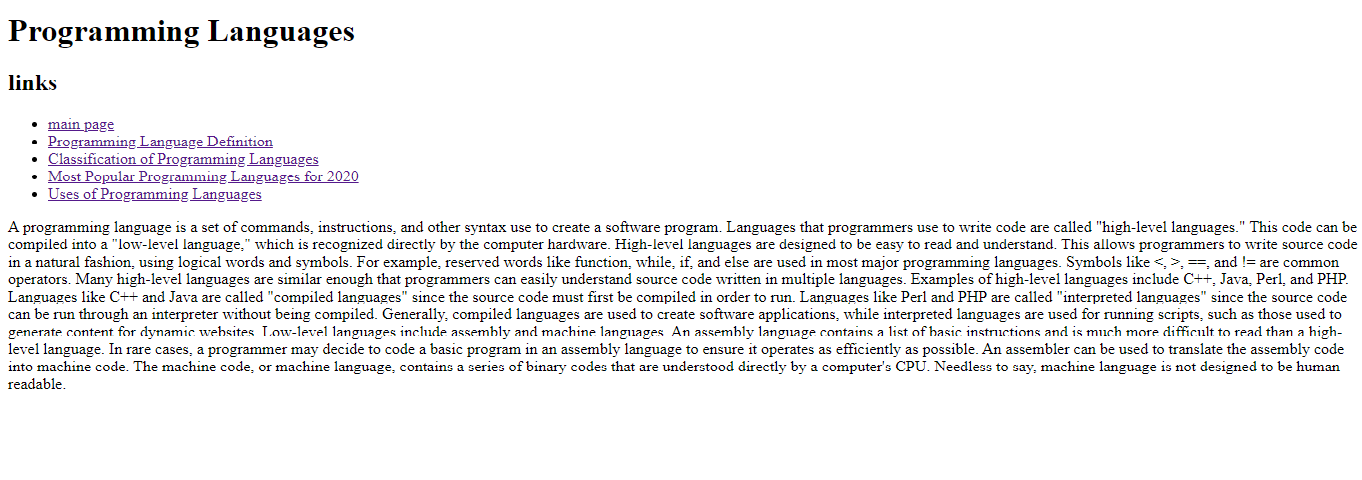 Programming Languages
links
main page
Programming Language Definition
Classification of Programming Languages
Most Popular Programming Languages for 2020
Uses of Programming Languages
A programming language is a set of commands, instructions, and other syntax use to create a software program. Languages that programmers use to write code are called "high-level languages." This code can be
compiled into a "low-level language," which is recognized directly by the computer hardware. High-level languages are designed to be easy to read and understand. This allows programmers to write source code
in a natural fashion, using logical words and symbols. For example, reserved words like function, while, if, and else are used in most major programming languages. Symbols like <, >, ==, and != are common
operators. Many high-level languages are similar enough that programmers can easily understand source code written in multiple languages. Examples of high-level languages include C++, Java, Perl, and PHP.
Languages like C++ and Java are called "compiled languages" since the source code must first be compiled in order to run. Languages like Perl and PHP are called "interpreted languages" since the source code
can be run through an interpreter without being compiled. Generally, compiled languages are used to create software applications, while interpreted languages are used for running scripts, such as those used to
generate content for dynamic websites. Low-level languages include assembly and machine languages. An assembly language contains a list of basic instructions and is much more difficult to read than a high-
level language. In rare cases, a programmer may decide to code a basic program in an assembly language to ensure it operates as efficiently as possible. An assembler can be used to translate the assembly code
into machine code. The machine code, or machine language, contains a series of binary codes that are understood directly by a computer's CPU. Needless to say, machine language is not designed to be human
readable.